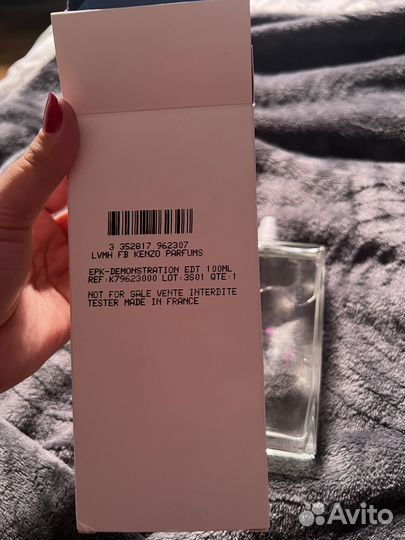 3 352817 962307
LVMH FB KENZO PARFUMS
EPK-DEMONSTRATION EDT 100ML
REF:K79623000 LOT:3S01 QTE:1
NOT FOR SALE VENTE INTERDITE
TESTER MADE IN FRANCE
Avito